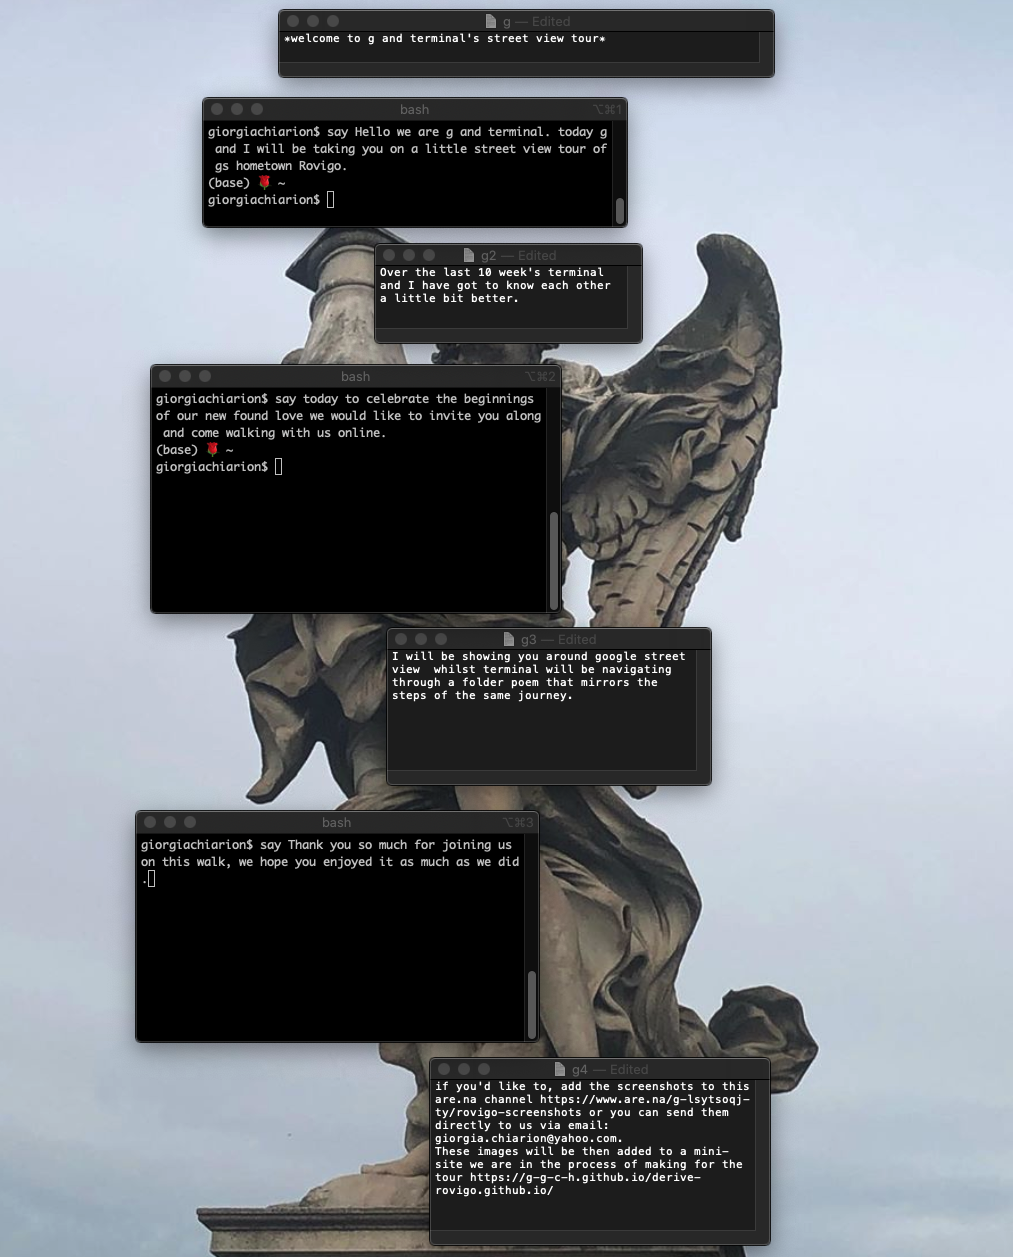 g — Edited
*welcome to g and terminal's street view tour*
bash ⌥⌘1
giorgiachiarion$ say Hello we are g and terminal. today g
and I will be taking you on a little street view tour of
gs hometown Rovigo.
(base) 🌹 ~
giorgiachiarion$
g2 — Edited
Over the last 10 week's terminal
and I have got to know each other
a little bit better.
bash ⌥⌘2
giorgiachiarion$ say today to celebrate the beginnings
of our new found love we would like to invite you along
and come walking with us online.
(base) 🌹 ~
giorgiachiarion$
g3 — Edited
I will be showing you around google street
view  whilst terminal will be navigating
through a folder poem that mirrors the
steps of the same journey.
bash ⌥⌘3
giorgiachiarion$ say Thank you so much for joining us
on this walk, we hope you enjoyed it as much as we did
.
g4 — Edited
if you'd like to, add the screenshots to this
are.na channel https://www.are.na/g-lsytsoqj-
ty/rovigo-screenshots or you can send them
directly to us via email:
giorgia.chiarion@yahoo.com.
These images will be then added to a mini-
site we are in the process of making for the
tour https://g-g-c-h.github.io/derive-
rovigo.github.io/